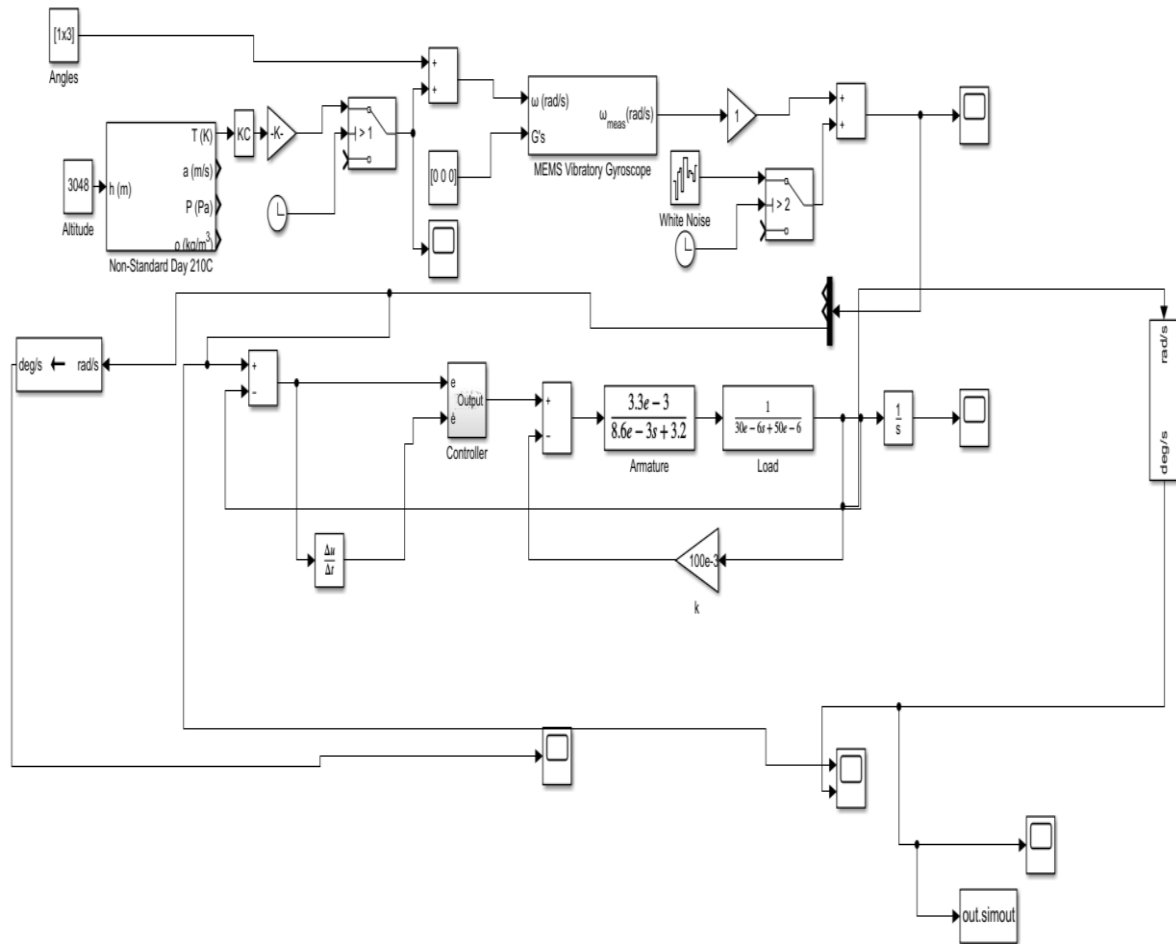 [1x3]
Angles
+
+
ω (rad/s)
G's
ω_meas(rad/s)
MEMS Vibratory Gyroscope
1
+
+
T (K)
a (m/s)
P (Pa)
ρ (kg/m³)
h (m)
3048
Altitude
Non-Standard Day 210C
KC
-K-
> 1
[0 0 0]
White Noise
> 2
deg/s
rad/s
+
−
e
ė
Output
Controller
+
−
3.3e − 3
8.6e − 3s + 3.2
Armature
1
30e − 6s + 50e − 6
Load
1
s
rad/s
deg/s
Δu
Δt
100e-3
k
out.simout